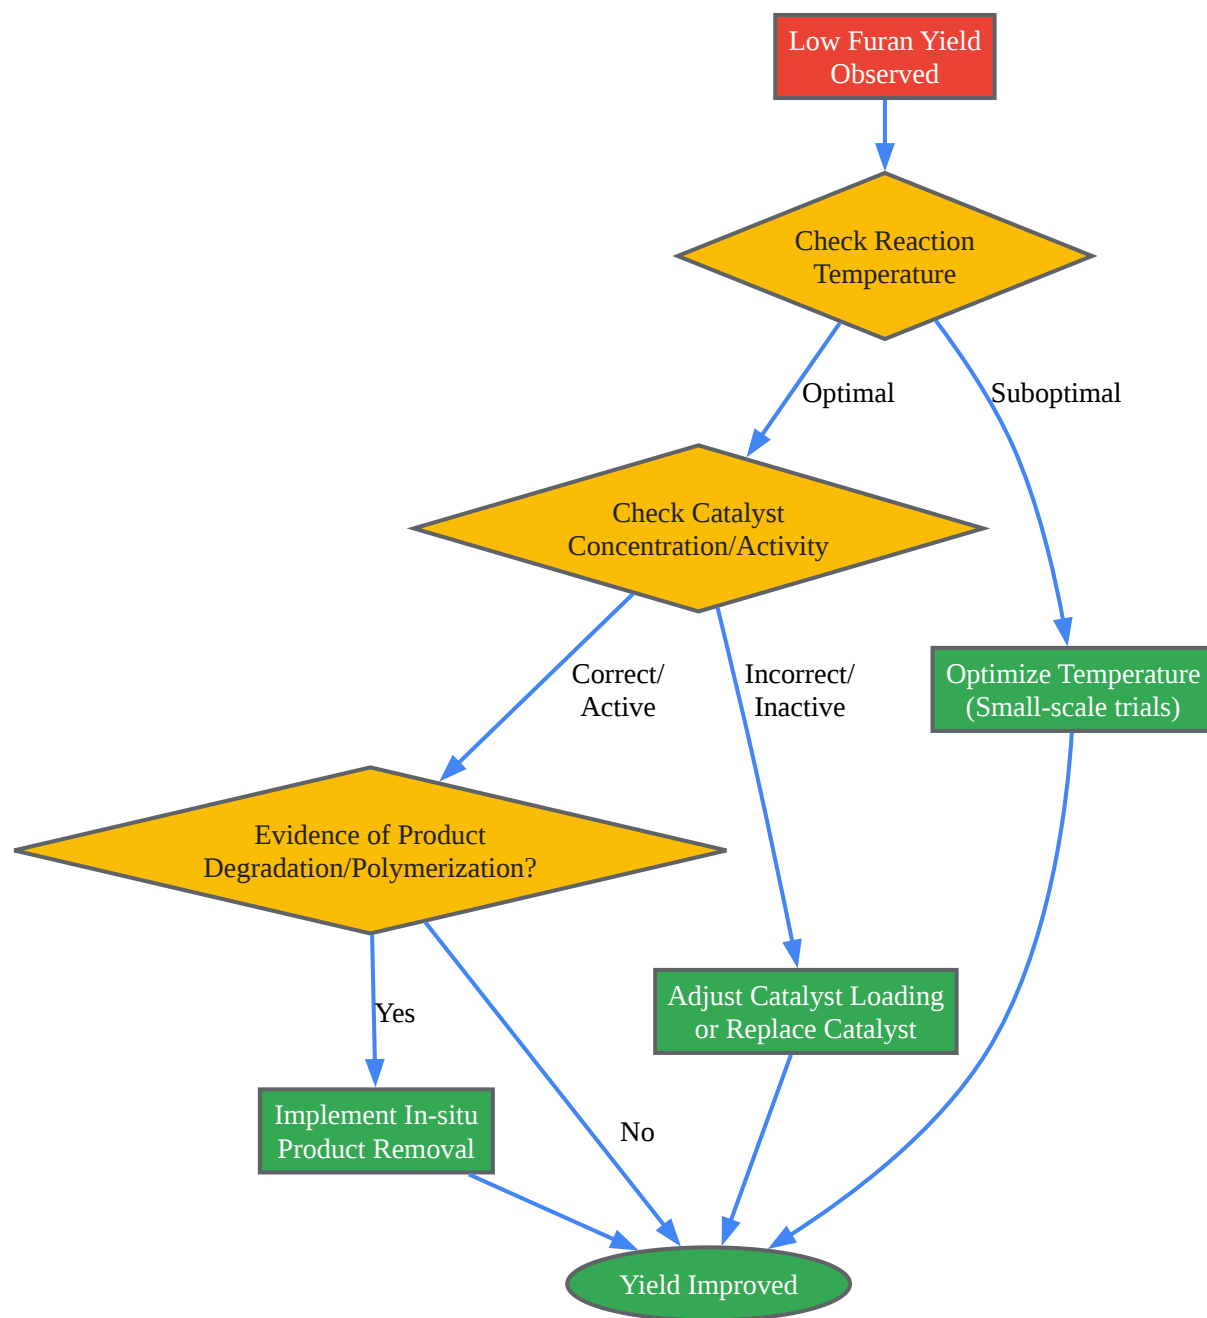 Low Furan Yield
Observed
Check Reaction
Temperature
Optimal
Suboptimal
Check Catalyst
Concentration/Activity
Correct/
Active
Incorrect/
Inactive
Optimize Temperature
(Small-scale trials)
Evidence of Product
Degradation/Polymerization?
Yes
No
Adjust Catalyst Loading
or Replace Catalyst
Implement In-situ
Product Removal
Yield Improved